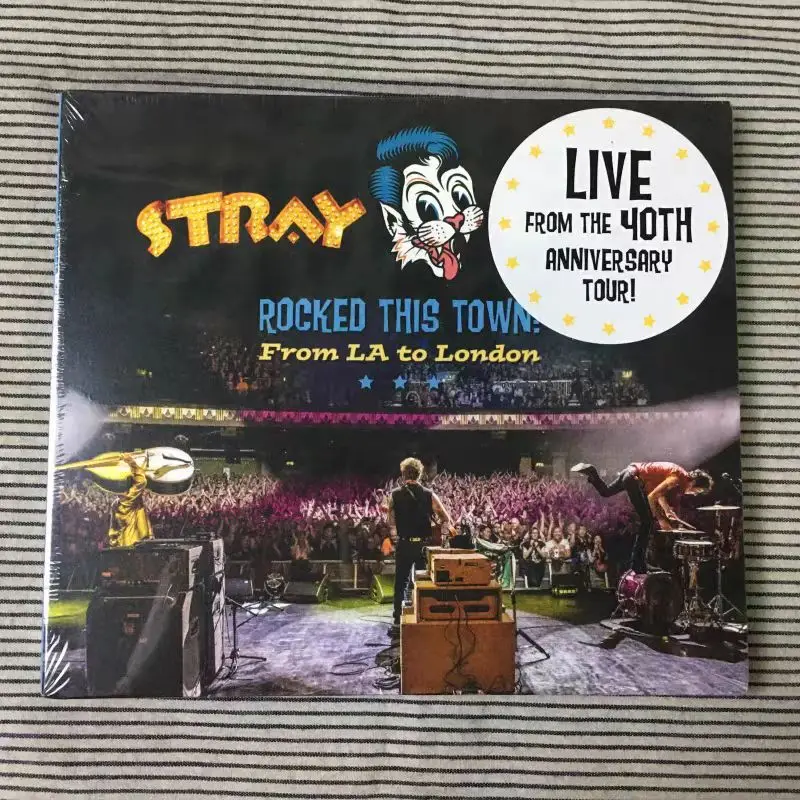 STRAY
ROCKED THIS TOWN:
From LA to London
LIVE
FROM THE 40TH
ANNIVERSARY
TOUR!